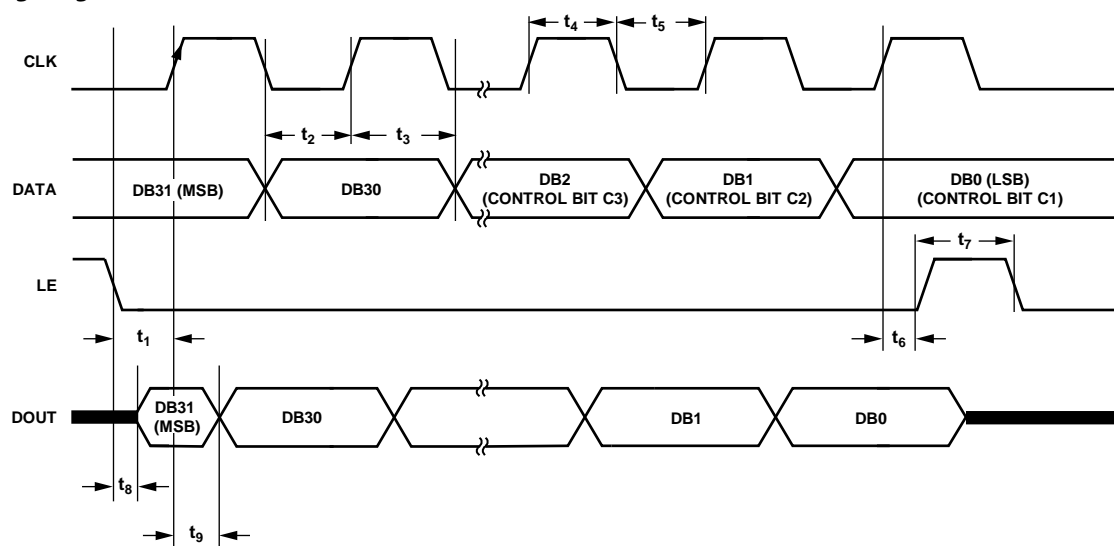 t4
t5
CLK
t2
t3
DATA
DB31 (MSB)
DB30
DB2
(CONTROL BIT C3)
DB1
(CONTROL BIT C2)
DB0 (LSB)
(CONTROL BIT C1)
t7
LE
t1
t6
DOUT
DB31
(MSB)
DB30
DB1
DB0
t8
t9